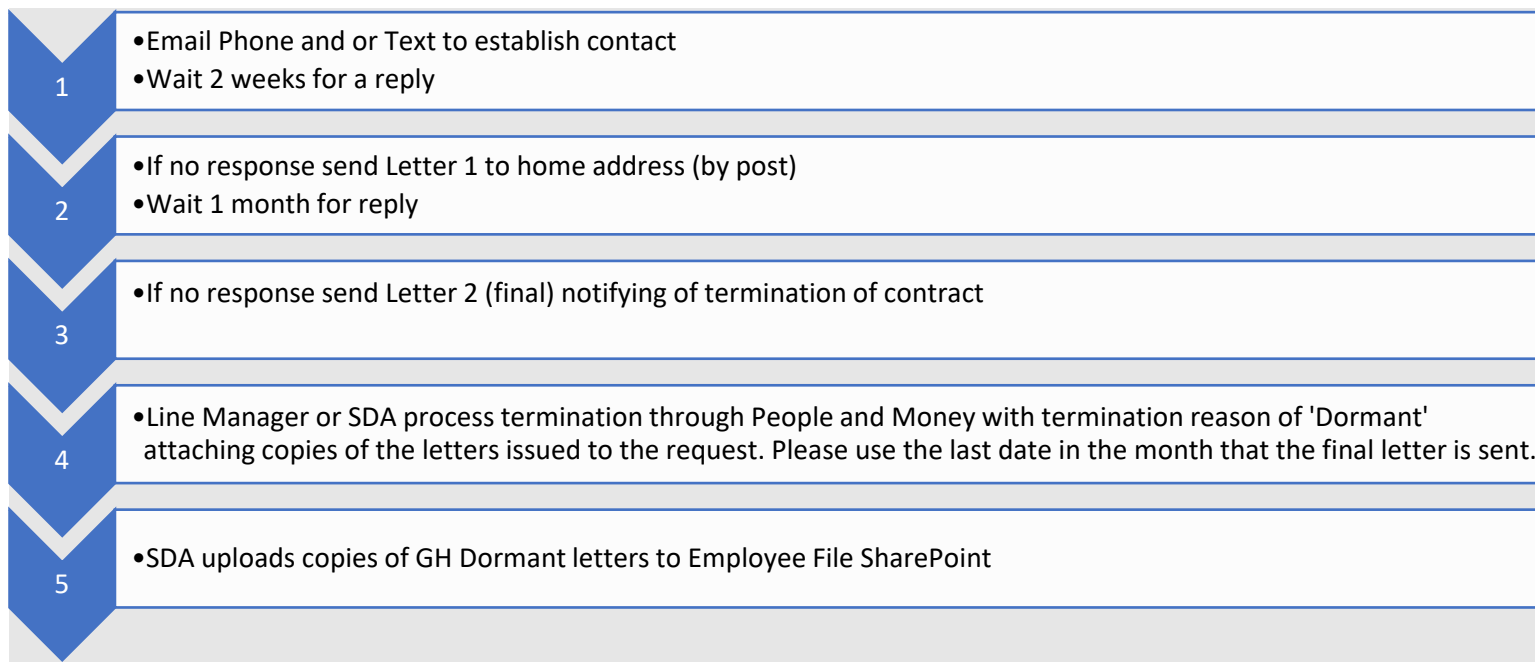 1
•Email Phone and or Text to establish contact
•Wait 2 weeks for a reply
2
•If no response send Letter 1 to home address (by post)
•Wait 1 month for reply
3
•If no response send Letter 2 (final) notifying of termination of contract
4
•Line Manager or SDA process termination through People and Money with termination reason of 'Dormant'
attaching copies of the letters issued to the request. Please use the last date in the month that the final letter is sent.
5
•SDA uploads copies of GH Dormant letters to Employee File SharePoint